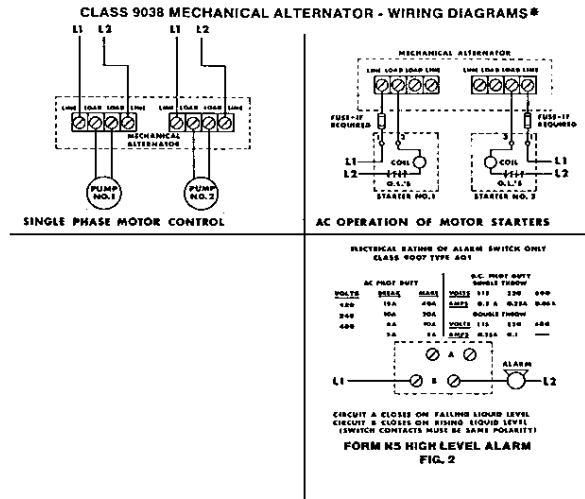 CLASS 9038 MECHANICAL ALTERNATOR - WIRING DIAGRAMS*
L1 L2 L1 L2
LINE LOAD LOAD LINE LINE LOAD LOAD LINE
MECHANICAL
ALTERNATOR
PUMP
NO.1
PUMP
NO.2
SINGLE PHASE MOTOR CONTROL
MECHANICAL ALTERNATOR
LINE LOAD LOAD LINE LINE LOAD LOAD LINE
FUSE-IF
REQUIRED
FUSE-IF
REQUIRED
1 2 3 1
L1 COIL COIL L1
L2 O.L.'S O.L.'S L2
STARTER NO.1 STARTER NO.2
AC OPERATION OF MOTOR STARTERS
ELECTRICAL RATING OF ALARM SWITCH ONLY
CLASS 9007 TYPE AO1
AC PILOT DUTY
VOLTS BREAK MAKE
D.C. PILOT DUTY
SINGLE THROW
VOLTS 115 230 600
AMPS 0.5A 0.25A
DOUBLE THROW
VOLTS 115 230 600
AMPS
A
L1 B ALARM L2
CIRCUIT A CLOSES ON FALLING LIQUID LEVEL
CIRCUIT B CLOSES ON RISING LIQUID LEVEL
(SWITCH CONTACTS MUST BE SAME POLARITY)
FORM N5 HIGH LEVEL ALARM
FIG. 2